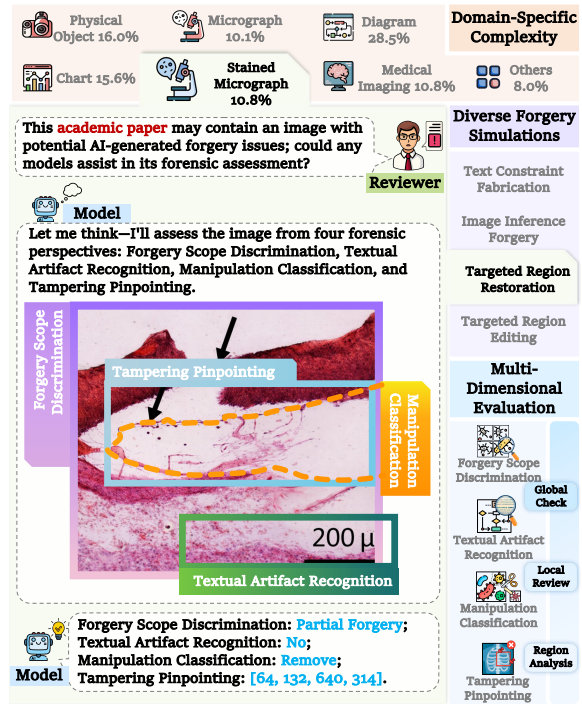 Physical
Object 16.0%
Micrograph
10.1%
Diagram
28.5%
Domain-Specific
Complexity
Chart 15.6%
Stained
Micrograph
10.8%
Medical
Imaging 10.8%
Others
8.0%
This academic paper may contain an image with
potential AI-generated forgery issues; could any
models assist in its forensic assessment?
Reviewer
Model
Let me think—I'll assess the image from four forensic
perspectives: Forgery Scope Discrimination, Textual
Artifact Recognition, Manipulation Classification, and
Tampering Pinpointing.
Forgery Scope
Discrimination
Tampering Pinpointing
Manipulation
Classification
200 μ
Textual Artifact Recognition
Model
Forgery Scope Discrimination: Partial Forgery;
Textual Artifact Recognition: No;
Manipulation Classification: Remove;
Tampering Pinpointing: [64, 132, 640, 314].
Diverse Forgery
Simulations
Text Constraint
Fabrication
Image Inference
Forgery
Targeted Region
Restoration
Targeted Region
Editing
Multi-
Dimensional
Evaluation
Forgery Scope
Discrimination
Global
Check
Textual Artifact
Recognition
Local
Review
Manipulation
Classification
Region
Analysis
Tampering
Pinpointing